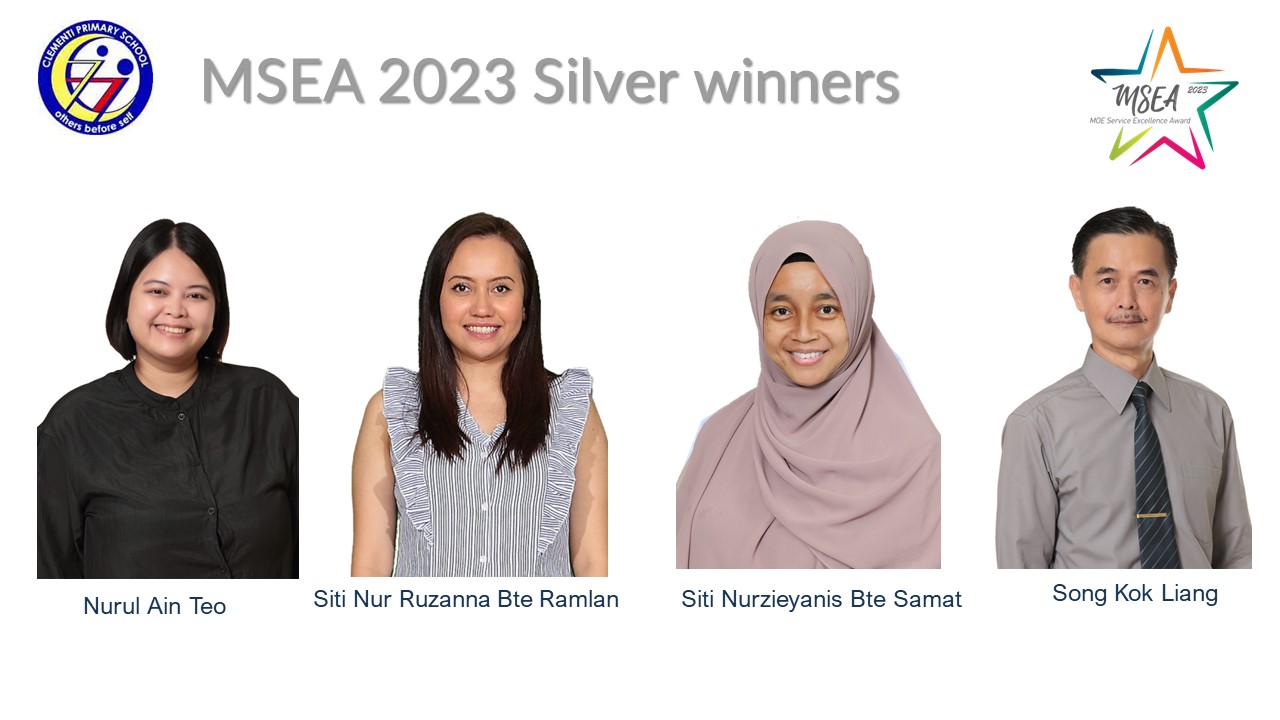 CLEMENTI PRIMARY SCHOOL
others before self
MSEA 2023 Silver winners
MSEA 2023
MOE Service Excellence Award
Nurul Ain Teo
Siti Nur Ruzanna Bte Ramlan
Siti Nurzieyanis Bte Samat
Song Kok Liang